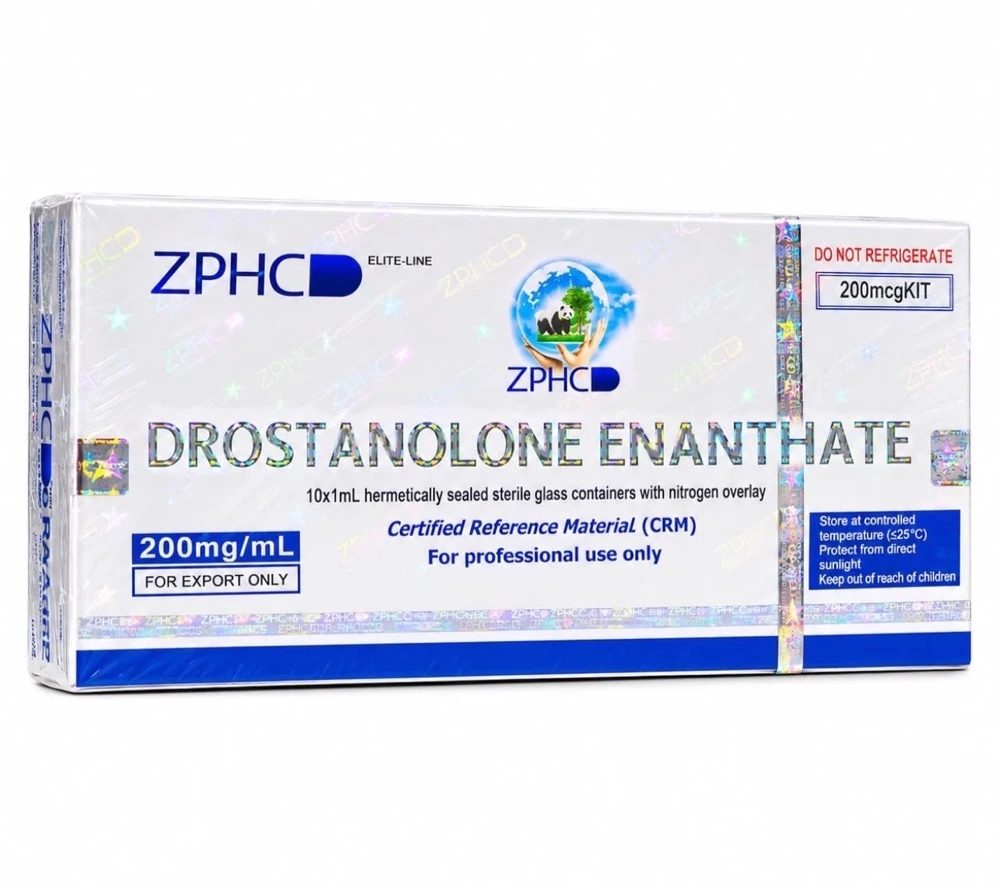 ZPHC
ELITE-LINE
ZPHC
DO NOT REFRIGERATE
200mcgKIT
DROSTANOLONE ENANTHATE
10x1mL hermetically sealed sterile glass containers with nitrogen overlay
Certified Reference Material (CRM)
For professional use only
200mg/mL
FOR EXPORT ONLY
Store at controlled
temperature (≤25°C)
Protect from direct
sunlight
Keep out of reach of children
ZPHC